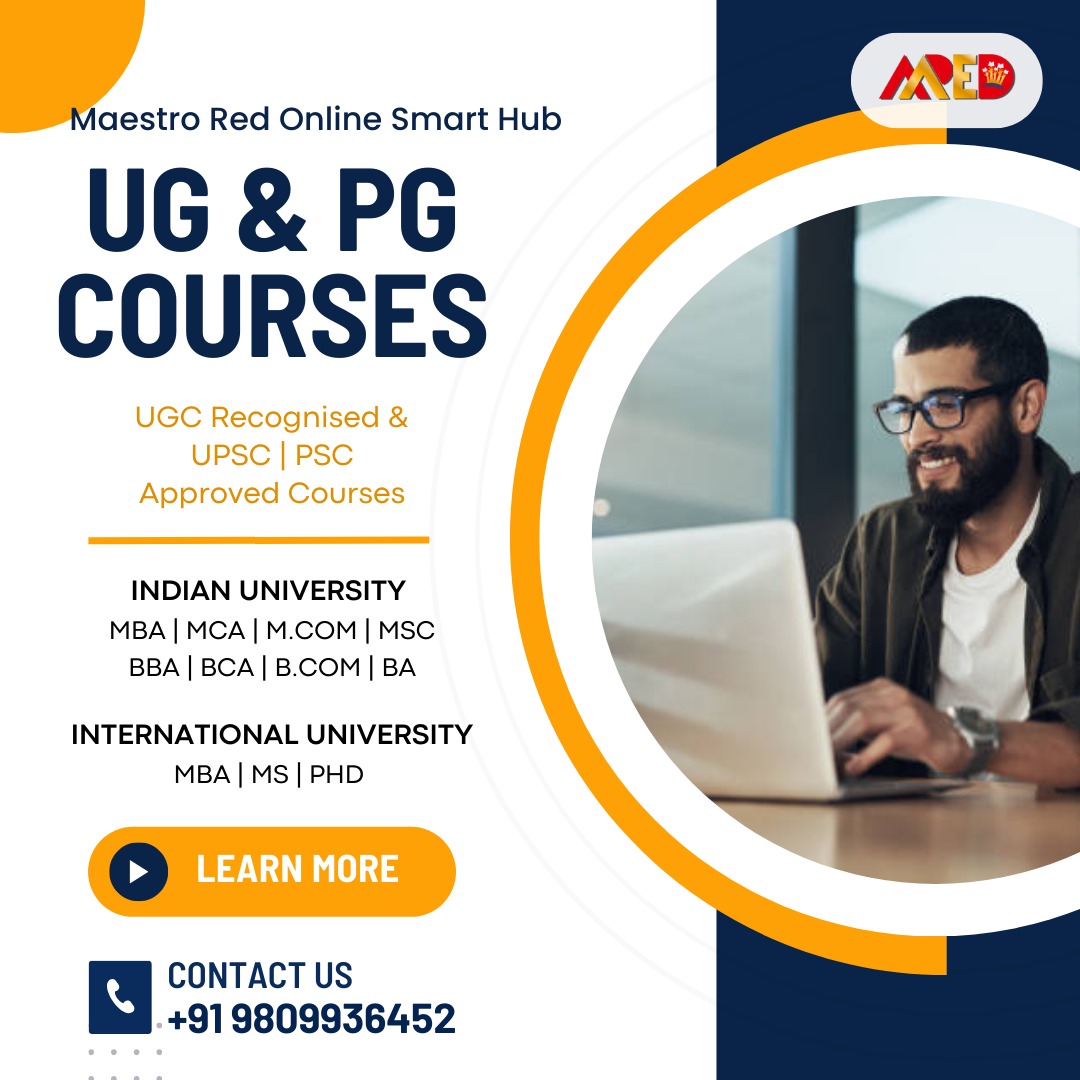 MRED
Maestro Red Online Smart Hub
UG & PG
COURSES
UGC Recognised &
UPSC | PSC
Approved Courses
INDIAN UNIVERSITY
MBA | MCA | M.COM | MSC
BBA | BCA | B.COM | BA
INTERNATIONAL UNIVERSITY
MBA | MS | PHD
LEARN MORE
CONTACT US
+91 9809936452